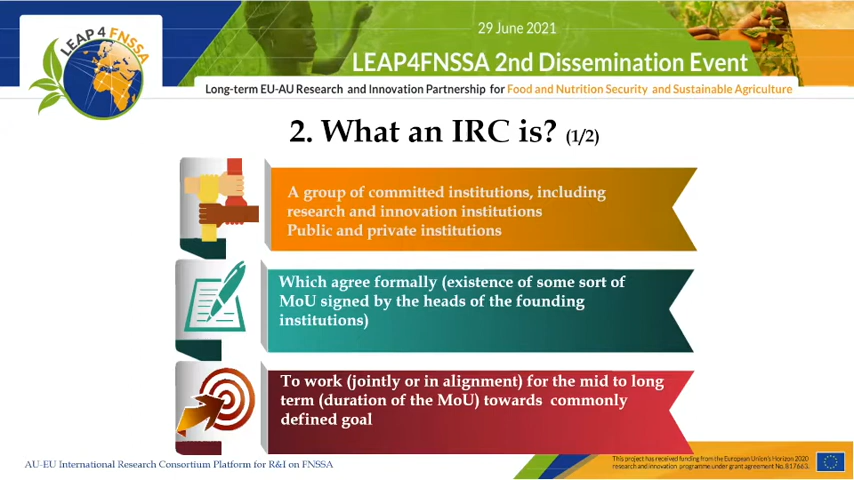 29 June 2021
LEAP 4 FNSSA
LEAP4FNSSA 2nd Dissemination Event
Long-term EU-AU Research and Innovation Partnership for Food and Nutrition Security and Sustainable Agriculture
2. What an IRC is? (1/2)
A group of committed institutions, including
research and innovation institutions
Public and private institutions
Which agree formally (existence of some sort of
MoU signed by the heads of the founding
institutions)
To work (jointly or in alignment) for the mid to long
term (duration of the MoU) towards commonly
defined goal
AU-EU International Research Consortium Platform for R&I on FNSSA
This project has received funding from the European Union's Horizon 2020
research and innovation programme under grant agreement No. 817663.